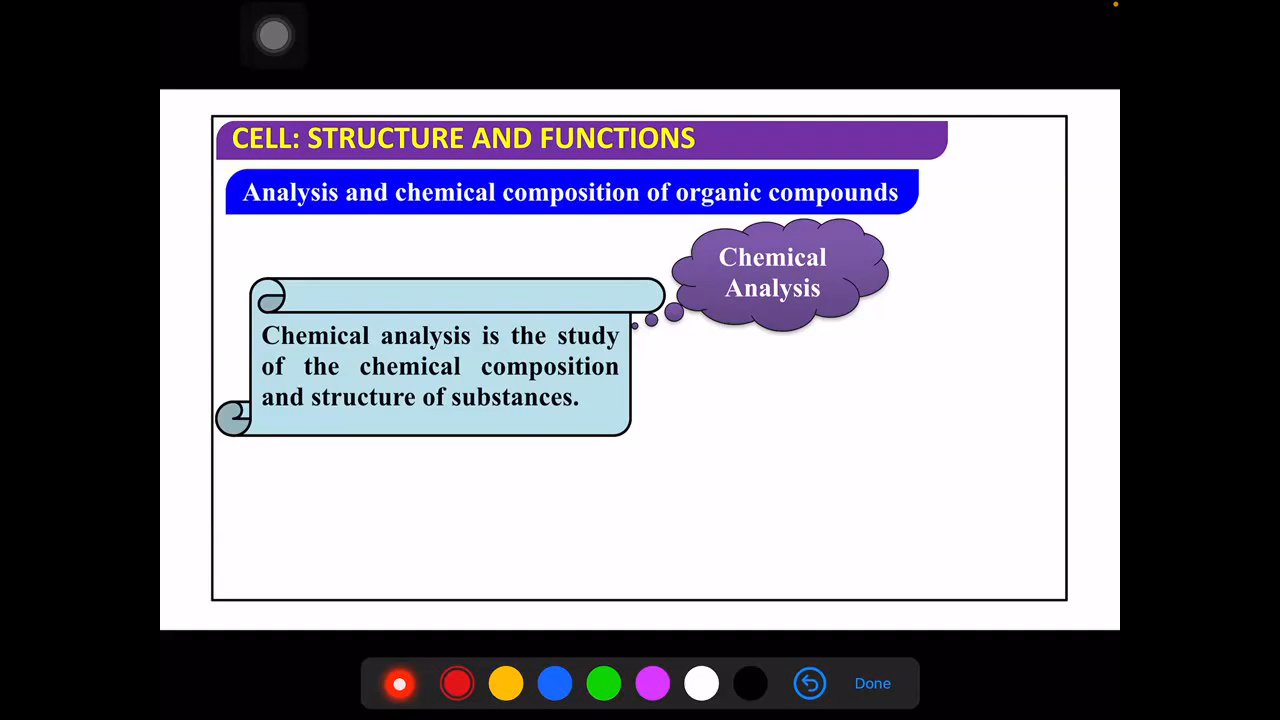 CELL: STRUCTURE AND FUNCTIONS
Analysis and chemical composition of organic compounds
Chemical
Analysis
Chemical analysis is the study
of the chemical composition
and structure of substances.
Done